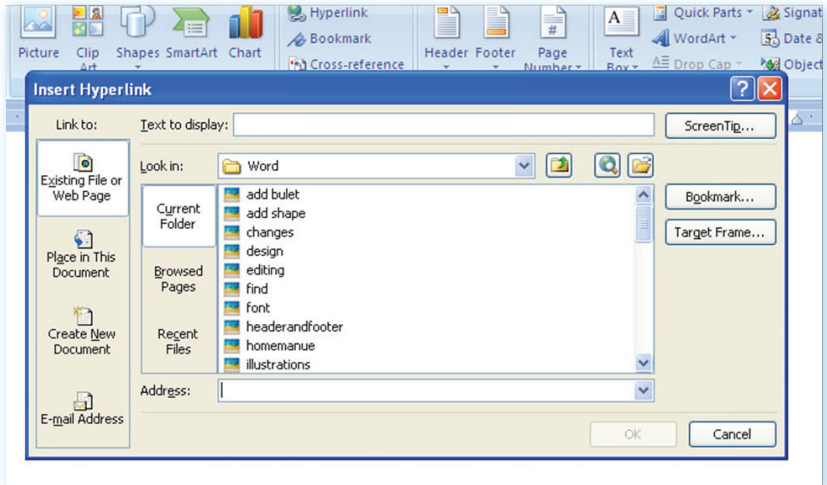 Hyperlink
Quick Parts
Signat
Bookmark
WordArt
Date &
Picture Clip Art Shapes SmartArt Chart
Cross-reference
Header Footer Page Number
Text Box
Drop Cap
Object
Insert Hyperlink
Link to:
Text to display:
ScreenTip...
Existing File or Web Page
Look in:
Word
Current Folder
add bulet
Bookmark...
add shape
changes
Target Frame...
design
Place in This Document
Browsed Pages
editing
find
font
Create New Document
Recent Files
headerandfooter
homemanue
illustrations
E-mail Address
Address:
OK
Cancel